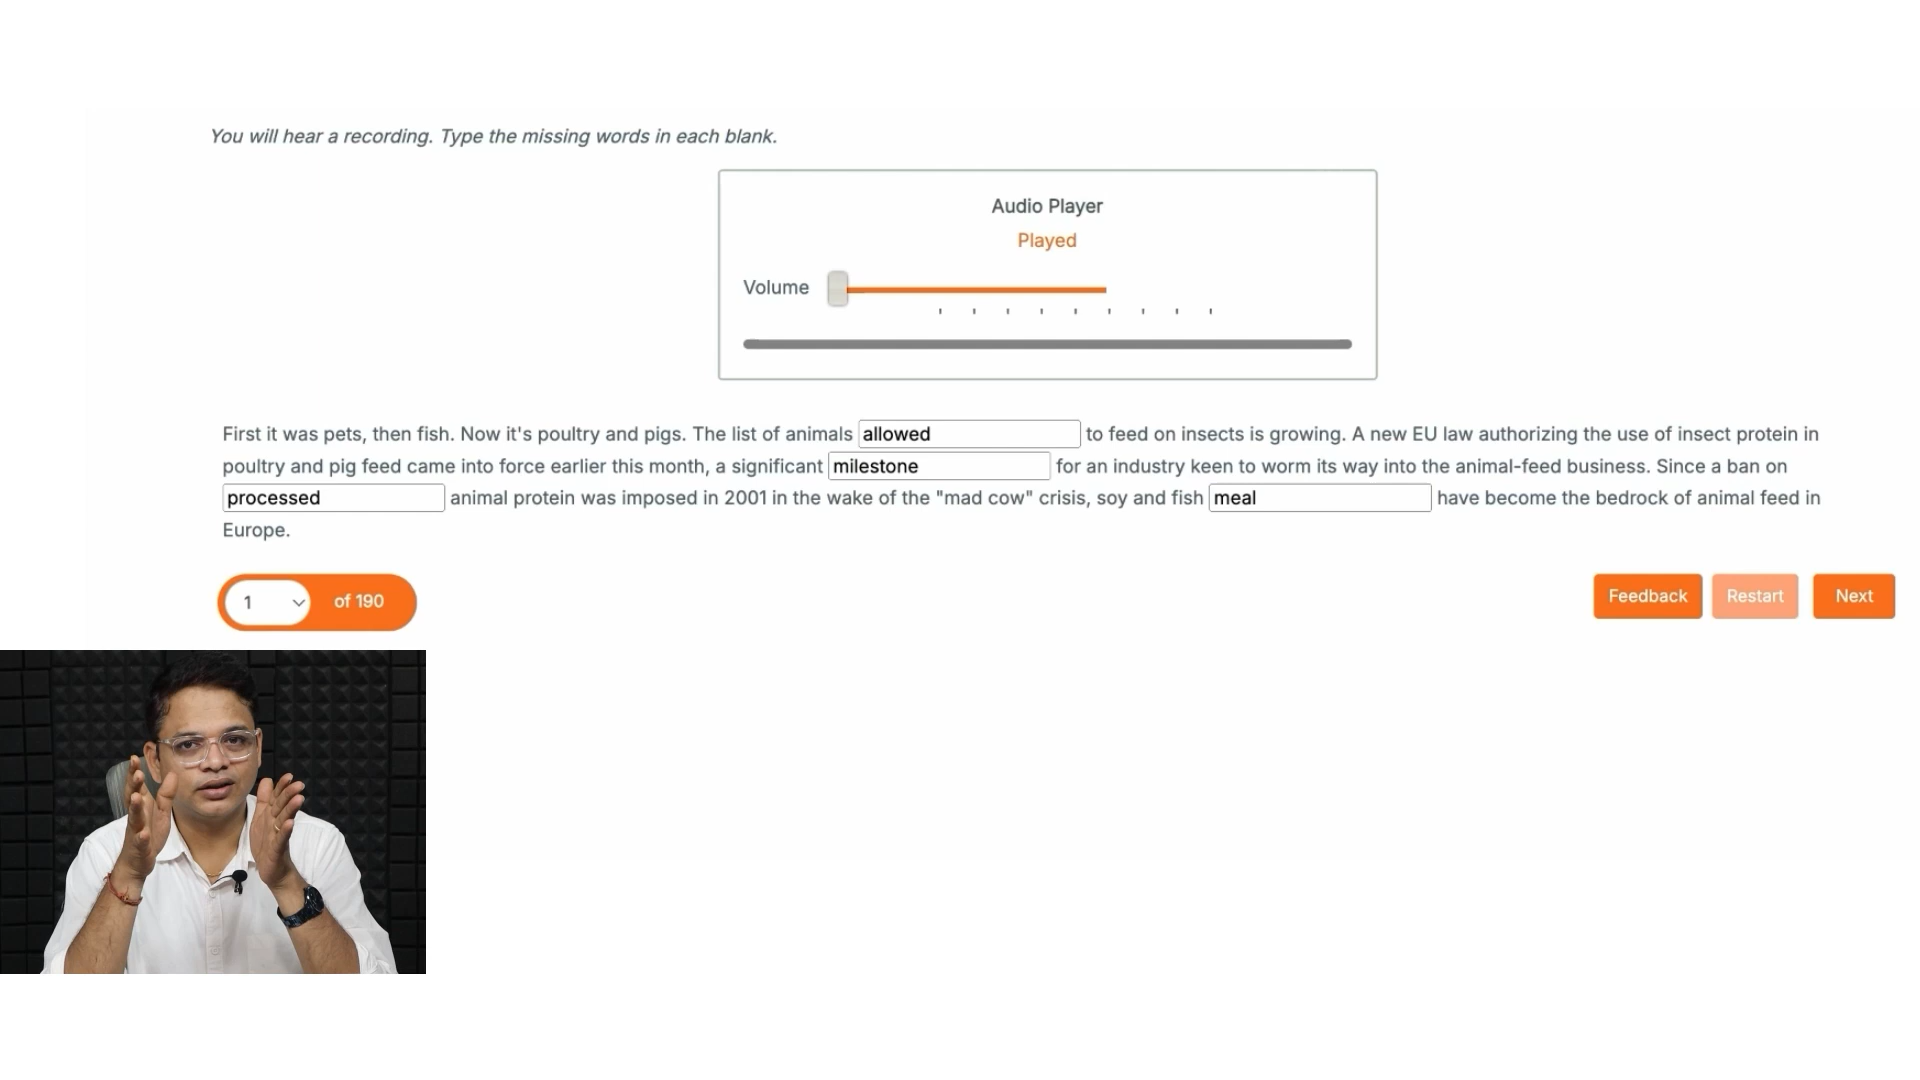 You will hear a recording. Type the missing words in each blank.
Audio Player
Played
Volume
First it was pets, then fish. Now it's poultry and pigs. The list of animals allowed to feed on insects is growing. A new EU law authorizing the use of insect protein in
poultry and pig feed came into force earlier this month, a significant milestone for an industry keen to worm its way into the animal-feed business. Since a ban on
processed animal protein was imposed in 2001 in the wake of the "mad cow" crisis, soy and fish meal have become the bedrock of animal feed in
Europe.
1 of 190
Feedback Restart Next